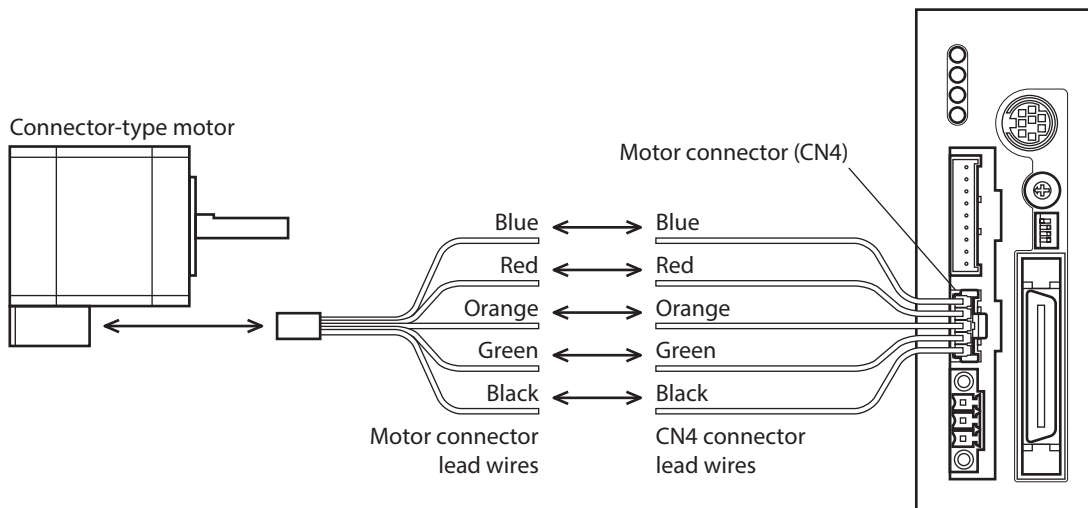 Connector-type motor
Motor connector (CN4)
Blue Blue
Red Red
Orange Orange
Green Green
Black Black
Motor connector
lead wires
CN4 connector
lead wires